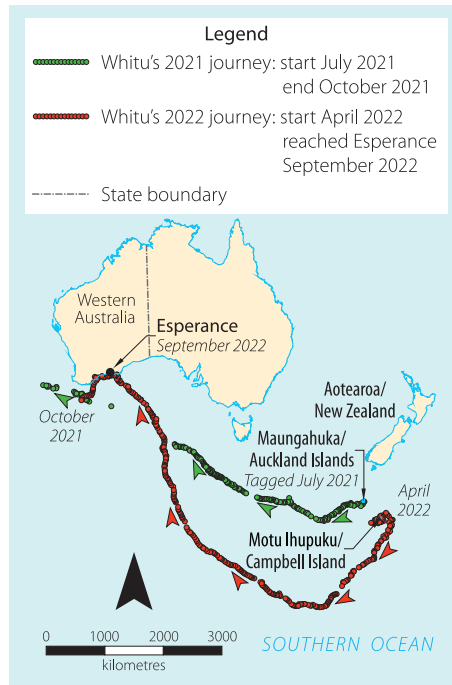 Legend
Whitu's 2021 journey: start July 2021
end October 2021
Whitu's 2022 journey: start April 2022
reached Esperance
September 2022
State boundary
Western
Australia
Esperance
September 2022
October
2021
Aotearoa/
New Zealand
Maungahuka/
Auckland Islands
Tagged July 2021
April
2022
Motu Ihupuku/
Campbell Island
0 1000 2000 3000
kilometres
SOUTHERN OCEAN